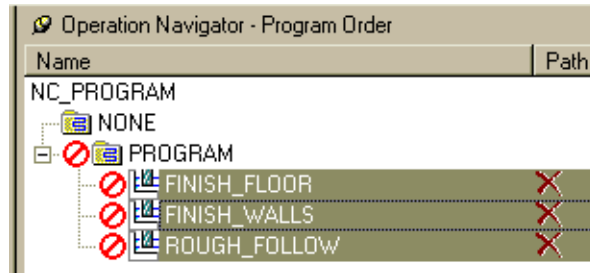 Operation Navigator - Program Order
Name Path
NC_PROGRAM
NONE
PROGRAM
FINISH_FLOOR
FINISH_WALLS
ROUGH_FOLLOW